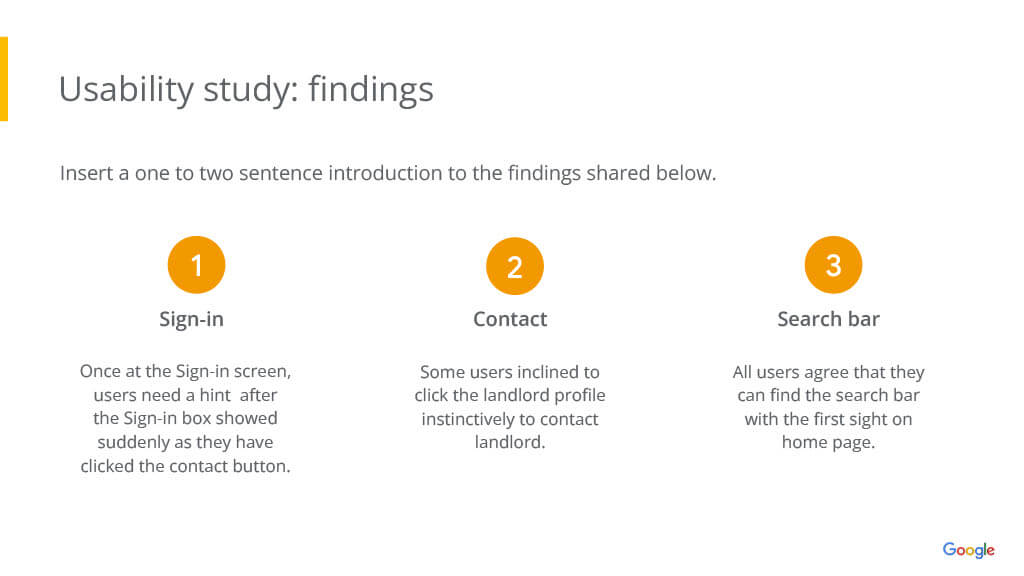 Usability study: findings
Insert a one to two sentence introduction to the findings shared below.
1
Sign-in
Once at the Sign-in screen,
users need a hint  after
the Sign-in box showed
suddenly as they have
clicked the contact button.
2
Contact
Some users inclined to
click the landlord profile
instinctively to contact
landlord.
3
Search bar
All users agree that they
can find the search bar
with the first sight on
home page.
Google